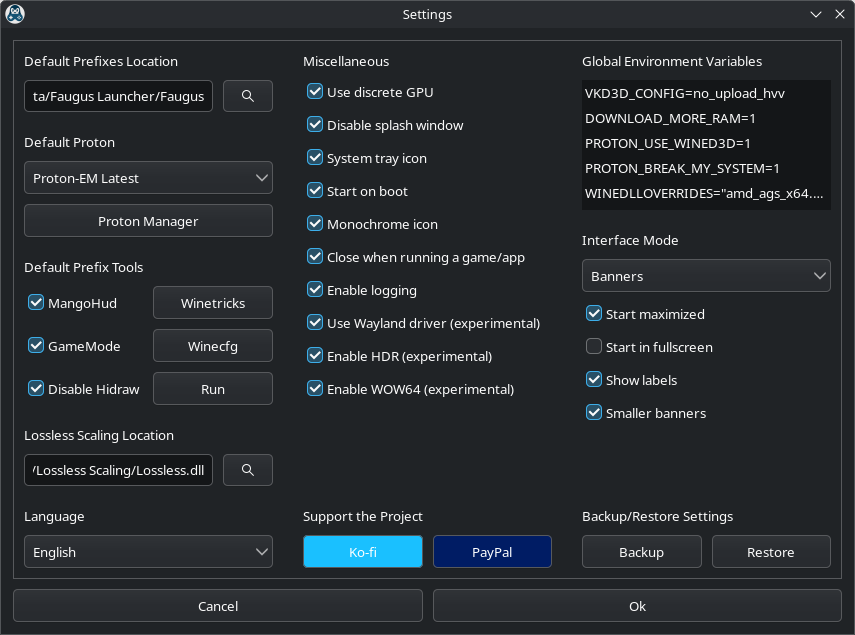 Settings
Default Prefixes Location
ta/Faugus Launcher/Faugus
Default Proton
Proton-EM Latest
Proton Manager
Default Prefix Tools
MangoHud
Winetricks
GameMode
Winecfg
Disable Hidraw
Run
Lossless Scaling Location
/Lossless Scaling/Lossless.dll
Language
English
Miscellaneous
Use discrete GPU
Disable splash window
System tray icon
Start on boot
Monochrome icon
Close when running a game/app
Enable logging
Use Wayland driver (experimental)
Enable HDR (experimental)
Enable WOW64 (experimental)
Support the Project
Ko-fi
PayPal
Global Environment Variables
VKD3D_CONFIG=no_upload_hvv
DOWNLOAD_MORE_RAM=1
PROTON_USE_WINED3D=1
PROTON_BREAK_MY_SYSTEM=1
WINEDLLOVERRIDES="amd_ags_x64....
Interface Mode
Banners
Start maximized
Start in fullscreen
Show labels
Smaller banners
Backup/Restore Settings
Backup
Restore
Cancel
Ok